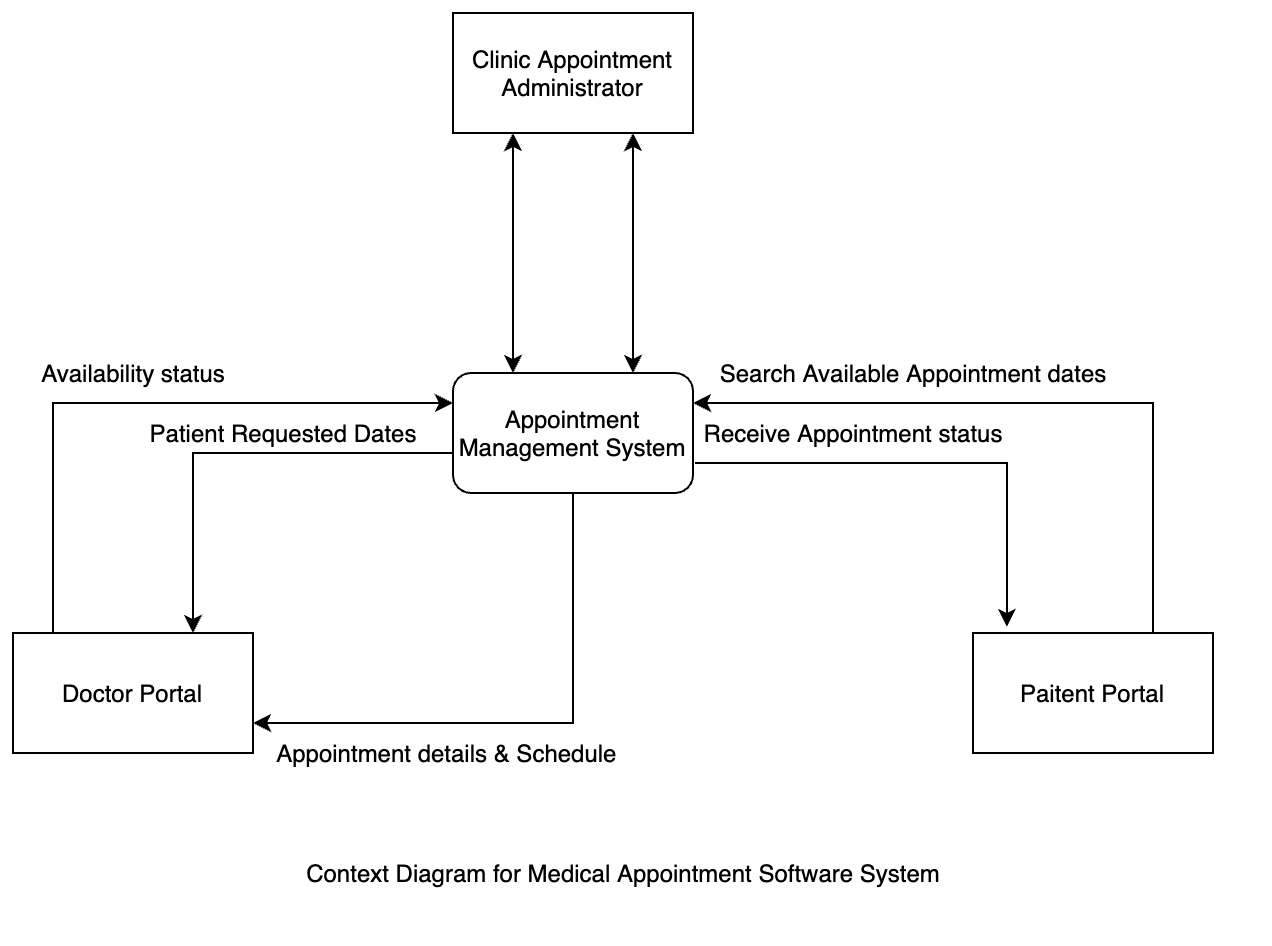 Clinic Appointment
Administrator
Availability status
Search Available Appointment dates
Patient Requested Dates
Appointment
Management System
Receive Appointment status
Doctor Portal
Paitent Portal
Appointment details & Schedule
Context Diagram for Medical Appointment Software System